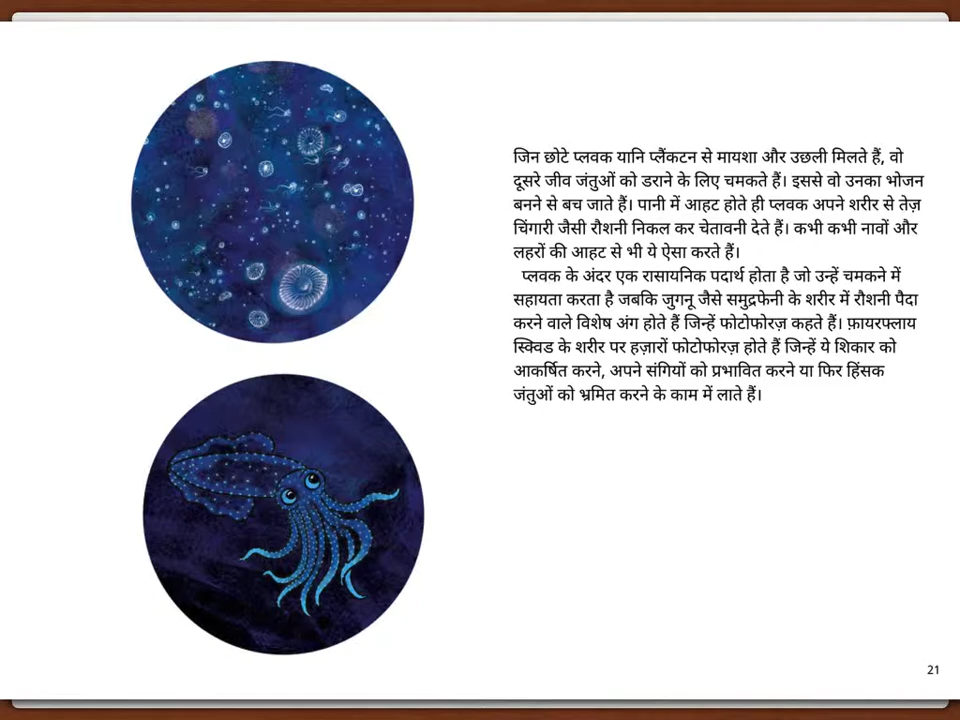 जिन छोटे प्लवक यानि प्लैंकटन से मायशा और उछली मिलते हैं, वो
दूसरे जीव जंतुओं को डराने के लिए चमकते हैं। इससे वो उनका भोजन
बनने से बच जाते हैं। पानी में आहट होते ही प्लवक अपने शरीर से तेज़
चिंगारी जैसी रौशनी निकल कर चेतावनी देते हैं। कभी कभी नावों और
लहरों की आहट से भी ये ऐसा करते हैं।
प्लवक के अंदर एक रासायनिक पदार्थ होता है जो उन्हें चमकने में
सहायता करता है जबकि जुगनू जैसे समुद्रफेनी के शरीर में रौशनी पैदा
करने वाले विशेष अंग होते हैं जिन्हें फोटोफोरज़ कहते हैं। फ़ायरफ्लाय
स्क्विड के शरीर पर हज़ारों फोटोफोरज़ होते हैं जिन्हें ये शिकार को
आकर्षित करने, अपने संगियों को प्रभावित करने या फिर हिंसक
जंतुओं को भ्रमित करने के काम में लाते हैं।
21